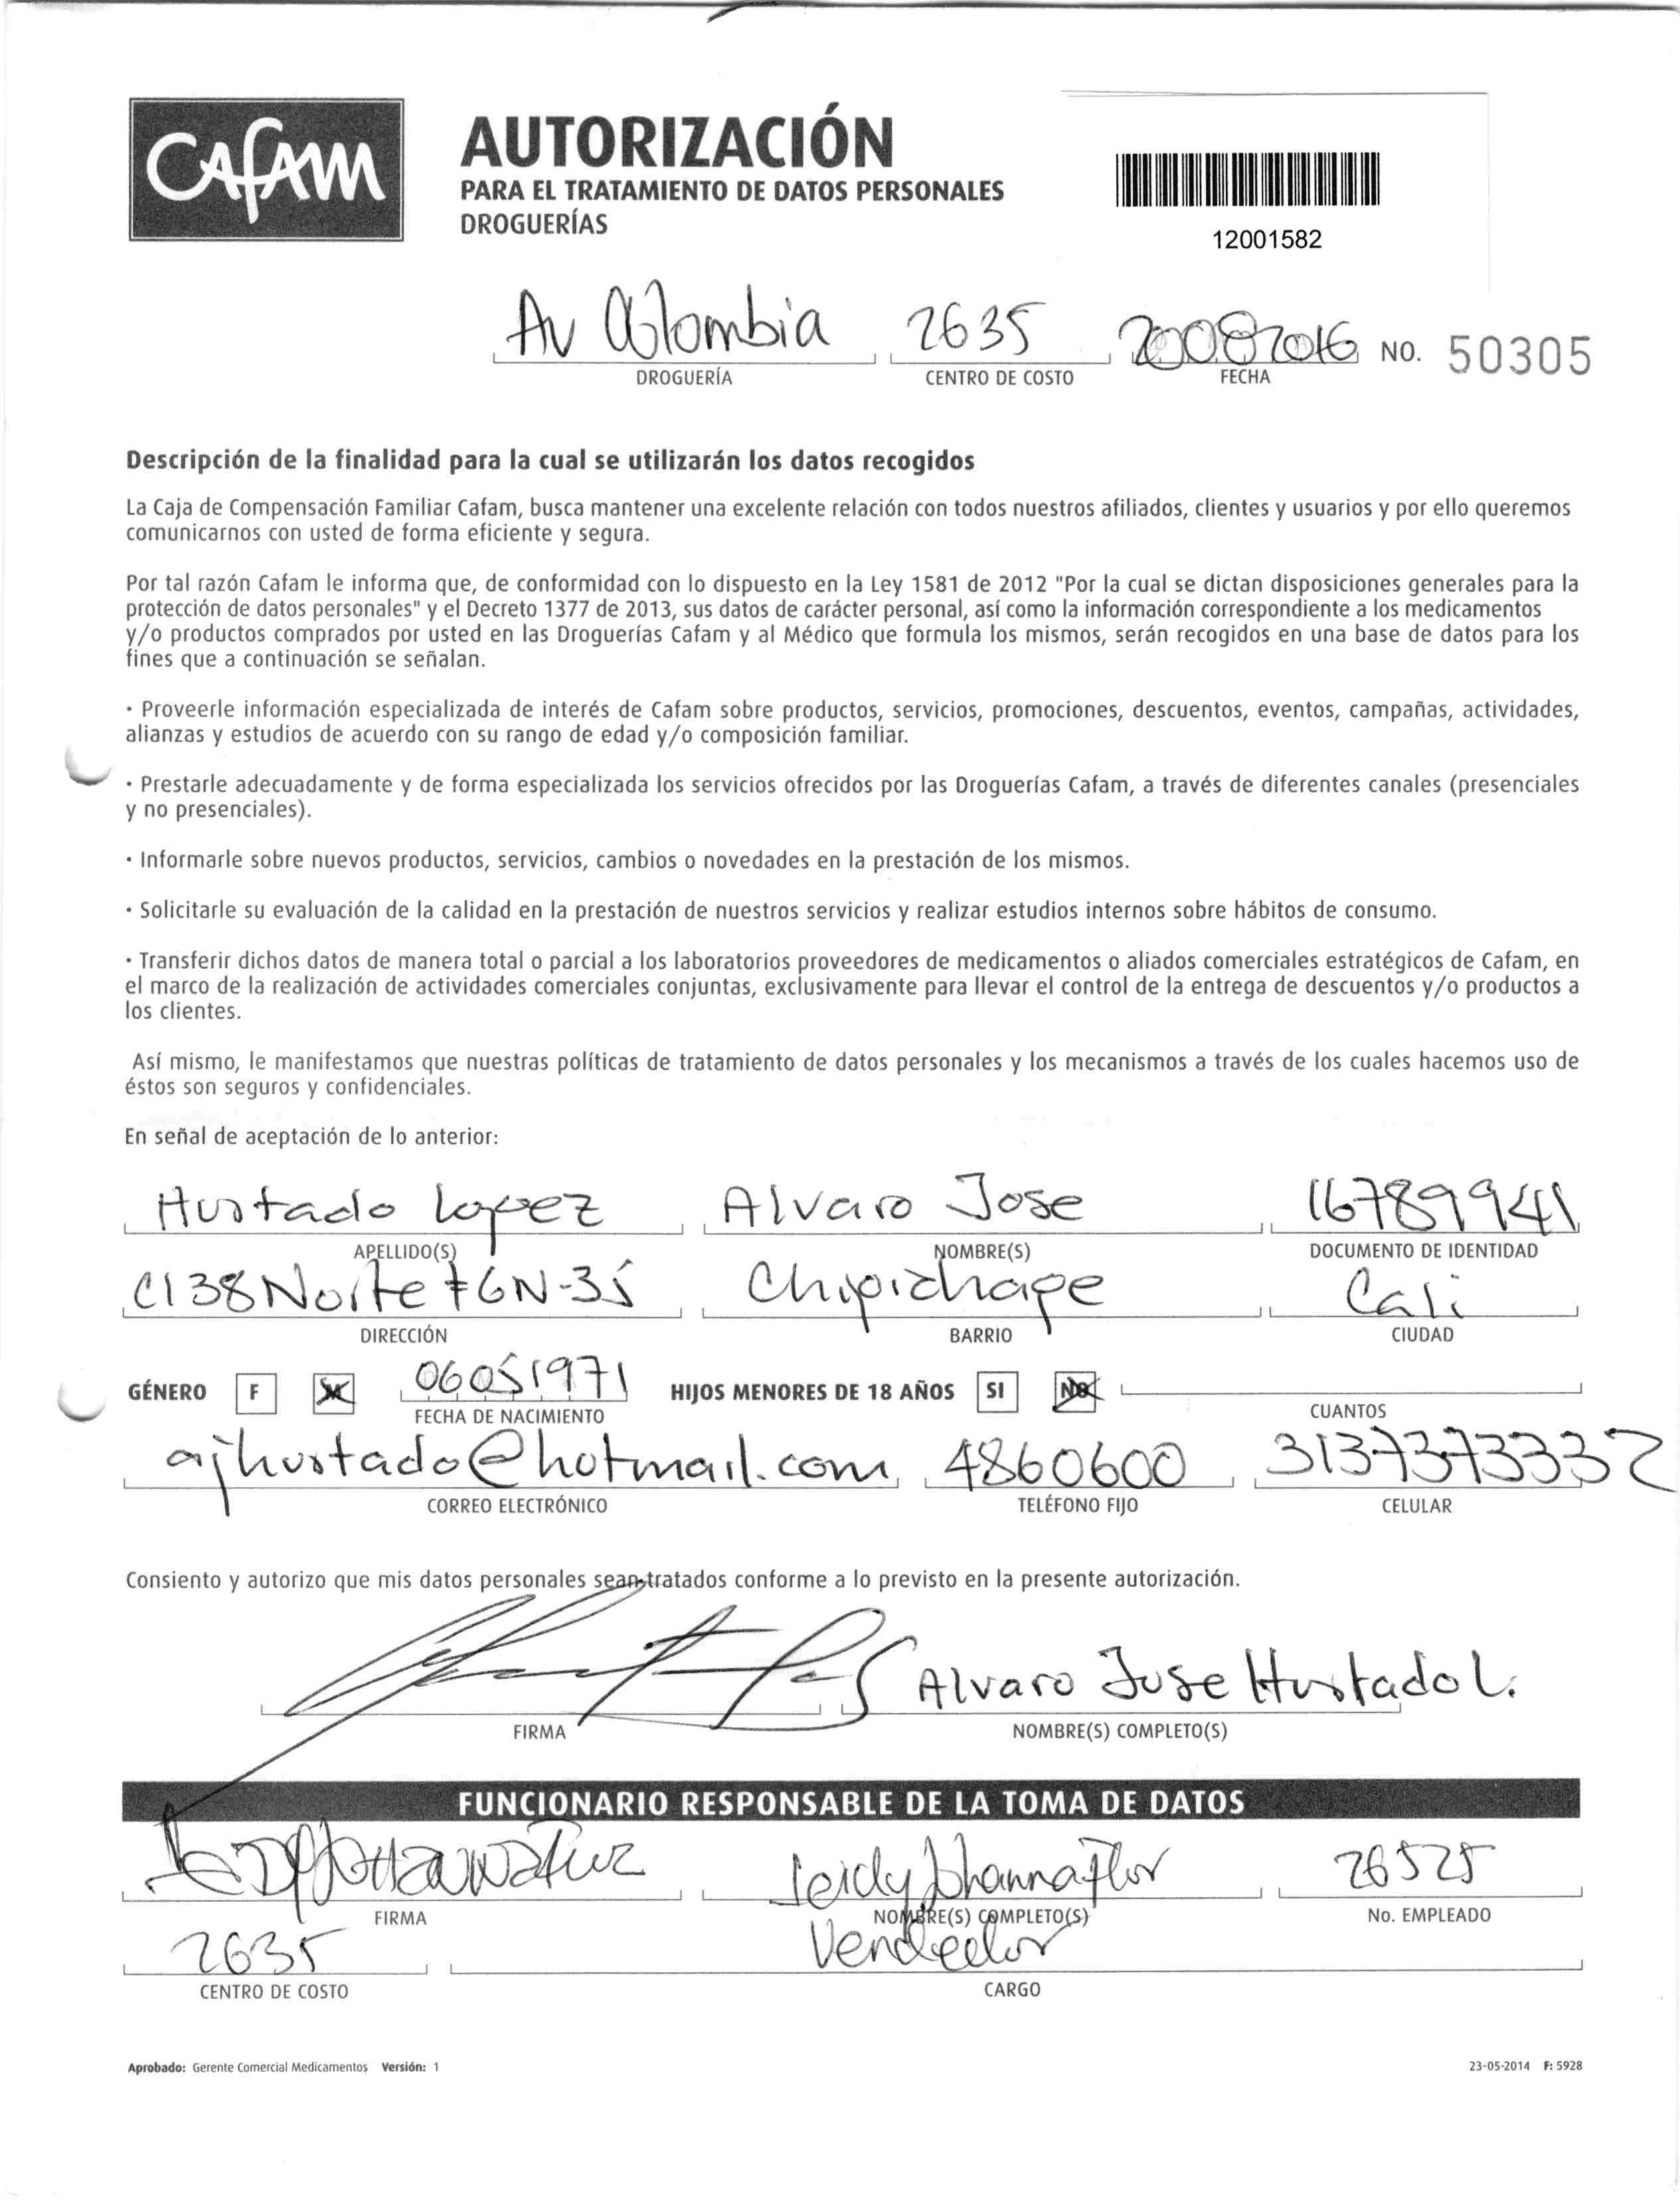 Cafam
AUTORIZACIÓN
PARA EL TRATAMIENTO DE DATOS PERSONALES
DROGUERÍAS
12001582
Av Colombia 2635 20082016 NO. 50305
DROGUERÍA CENTRO DE COSTO FECHA
Descripción de la finalidad para la cual se utilizarán los datos recogidos
La Caja de Compensación Familiar Cafam, busca mantener una excelente relación con todos nuestros afiliados, clientes y usuarios y por ello queremos
comunicarnos con usted de forma eficiente y segura.
Por tal razón Cafam le informa que, de conformidad con lo dispuesto en la Ley 1581 de 2012 "Por la cual se dictan disposiciones generales para la
protección de datos personales" y el Decreto 1377 de 2013, sus datos de carácter personal, así como la información correspondiente a los medicamentos
y/o productos comprados por usted en las Droguerías Cafam y al Médico que formula los mismos, serán recogidos en una base de datos para los
fines que a continuación se señalan.
· Proveerle información especializada de interés de Cafam sobre productos, servicios, promociones, descuentos, eventos, campañas, actividades,
alianzas y estudios de acuerdo con su rango de edad y/o composición familiar.
· Prestarle adecuadamente y de forma especializada los servicios ofrecidos por las Droguerías Cafam, a través de diferentes canales (presenciales
y no presenciales).
· Informarle sobre nuevos productos, servicios, cambios o novedades en la prestación de los mismos.
· Solicitarle su evaluación de la calidad en la prestación de nuestros servicios y realizar estudios internos sobre hábitos de consumo.
· Transferir dichos datos de manera total o parcial a los laboratorios proveedores de medicamentos o aliados comerciales estratégicos de Cafam, en
el marco de la realización de actividades comerciales conjuntas, exclusivamente para llevar el control de la entrega de descuentos y/o productos a
los clientes.
Así mismo, le manifestamos que nuestras políticas de tratamiento de datos personales y los mecanismos a través de los cuales hacemos uso de
éstos son seguros y confidenciales.
En señal de aceptación de lo anterior:
Hurtado Lopez Alvaro Jose 16789941
APELLIDO(S) NOMBRE(S) DOCUMENTO DE IDENTIDAD
Cl 38 Norte # 6N-35 Chipichape Cali
DIRECCIÓN BARRIO CIUDAD
GÉNERO F 06051971 HIJOS MENORES DE 18 AÑOS SI NO
FECHA DE NACIMIENTO CUANTOS
ajhurtado@hotmail.com 4860600 3137373332
CORREO ELECTRÓNICO TELÉFONO FIJO CELULAR
Consiento y autorizo que mis datos personales sean tratados conforme a lo previsto en la presente autorización.
Alvaro Jose Hurtado L.
FIRMA NOMBRE(S) COMPLETO(S)
FUNCIONARIO RESPONSABLE DE LA TOMA DE DATOS
Leidy Jhanna Flor 26525
FIRMA NOMBRE(S) COMPLETO(S) No. EMPLEADO
2635 Vendedor
CENTRO DE COSTO CARGO
Aprobado: Gerente Comercial Medicamentos Versión: 1 23-05-2014 F: 5928